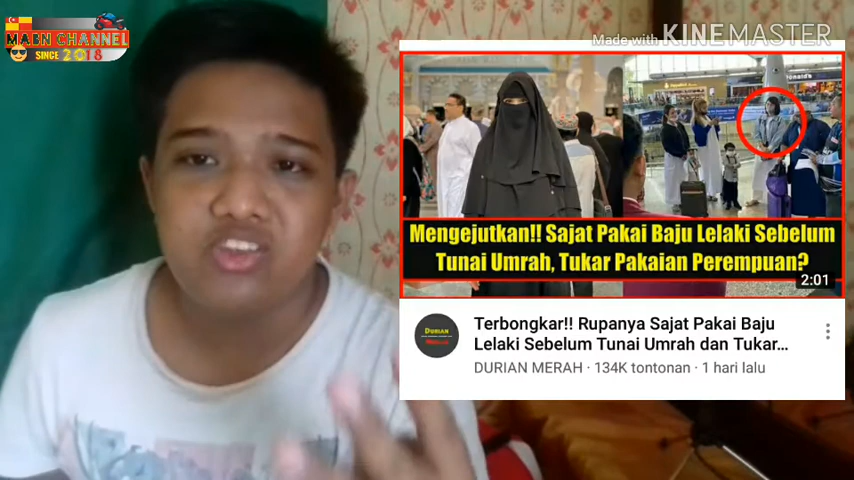 MABN CHANNEL
SINCE 2018
Made with KINEMASTER
Mengejutkan!! Sajat Pakai Baju Lelaki Sebelum
Tunai Umrah, Tukar Pakaian Perempuan?
2:01
DURIAN
Terbongkar!! Rupanya Sajat Pakai Baju
Lelaki Sebelum Tunai Umrah dan Tukar...
DURIAN MERAH · 134K tontonan · 1 hari lalu